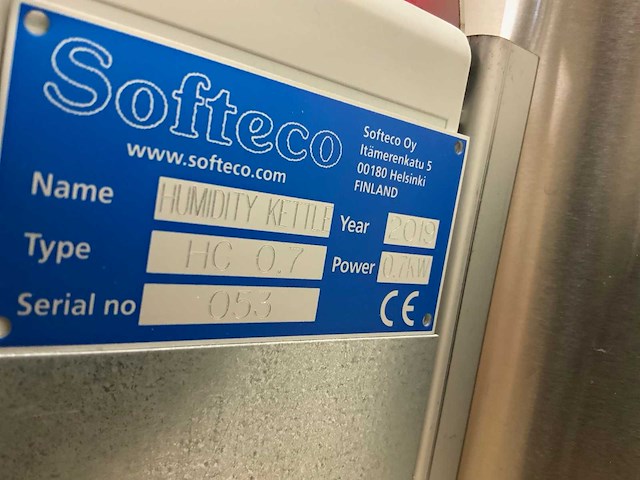 Softeco
www.softeco.com
Softeco Oy
Itämerenkatu 5
00180 Helsinki
FINLAND
Name HUMIDITY KETTLE
Year 2019
Type HC 0.7
Power 0.7KW
Serial no 053
CE